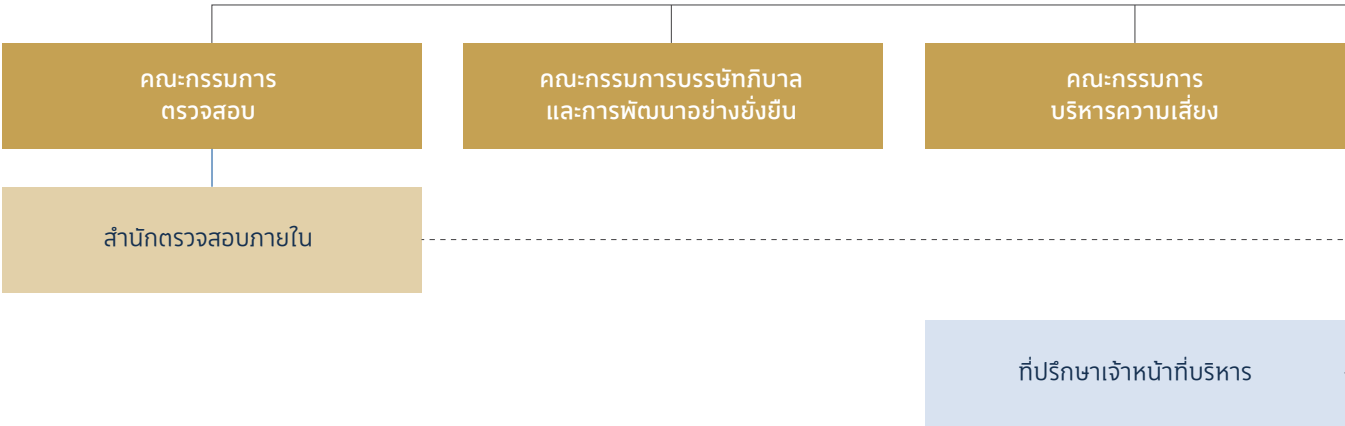 คณะกรรมการ
ตรวจสอบ
คณะกรรมการบรรษัทภิบาล
และการพัฒนาอย่างยั่งยืน
คณะกรรมการ
บริหารความเสี่ยง
สำนักตรวจสอบภายใน
ที่ปรึกษาเจ้าหน้าที่บริหาร